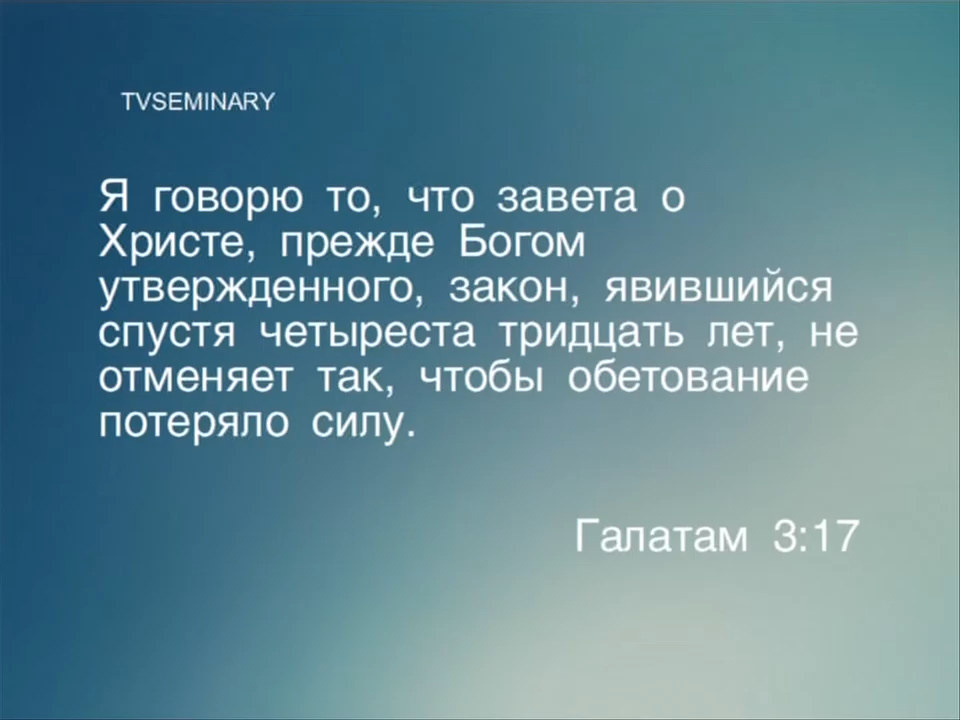 TVSEMINARY
Я говорю то, что завета о
Христе, прежде Богом
утвержденного, закон, явившийся
спустя четыреста тридцать лет, не
отменяет так, чтобы обетование
потеряло силу.
Галатам 3:17